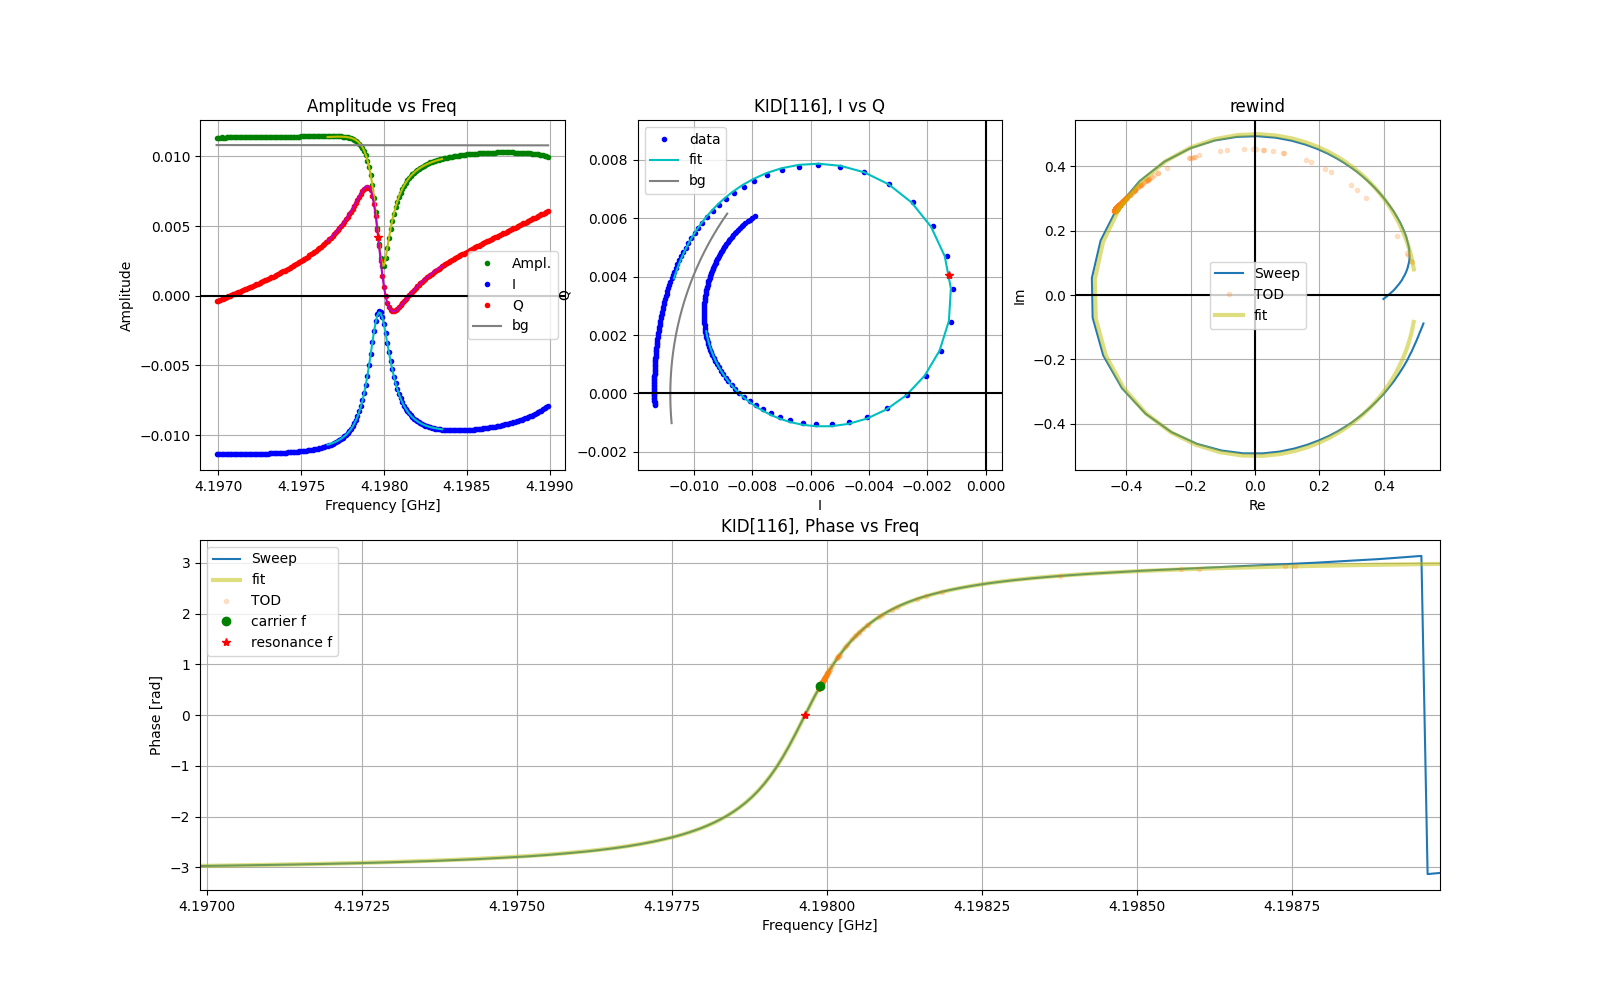 Amplitude vs Freq
KID[116], I vs Q
rewind
Amplitude
0.010
0.005
0.000
−0.005
−0.010
Ampl.
I
Q
bg
4.1970
4.1975
4.1980
4.1985
4.1990
Frequency [GHz]
Q
0.008
0.006
0.004
0.002
0.000
−0.002
data
fit
bg
−0.010
−0.008
−0.006
−0.004
−0.002
0.000
I
Im
0.4
0.2
0.0
−0.2
−0.4
Sweep
TOD
fit
−0.4
−0.2
0.0
0.2
0.4
Re
KID[116], Phase vs Freq
Phase [rad]
3
2
1
0
−1
−2
−3
Sweep
fit
TOD
carrier f
resonance f
4.19700
4.19725
4.19750
4.19775
4.19800
4.19825
4.19850
4.19875
Frequency [GHz]